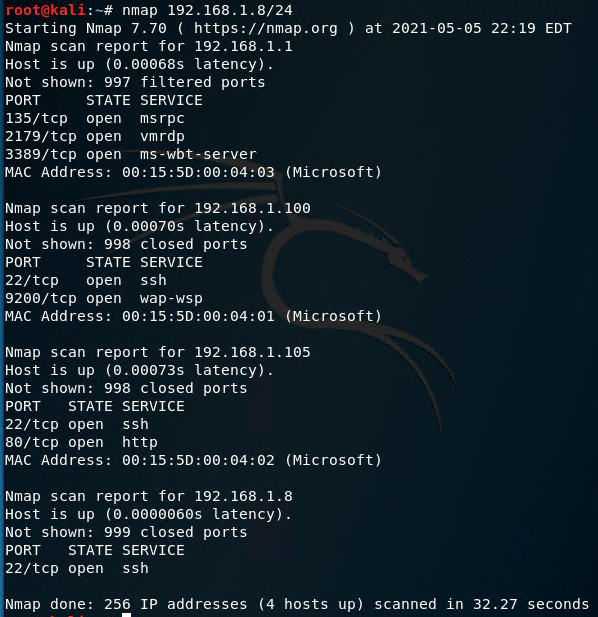 root@kali:~# nmap 192.168.1.8/24
Starting Nmap 7.70 ( https://nmap.org ) at 2021-05-05 22:19 EDT
Nmap scan report for 192.168.1.1
Host is up (0.00068s latency).
Not shown: 997 filtered ports
PORT     STATE SERVICE
135/tcp  open  msrpc
2179/tcp open  vmrdp
3389/tcp open  ms-wbt-server
MAC Address: 00:15:5D:00:04:03 (Microsoft)

Nmap scan report for 192.168.1.100
Host is up (0.00070s latency).
Not shown: 998 closed ports
PORT     STATE SERVICE
22/tcp   open  ssh
9200/tcp open  wap-wsp
MAC Address: 00:15:5D:00:04:01 (Microsoft)

Nmap scan report for 192.168.1.105
Host is up (0.00073s latency).
Not shown: 998 closed ports
PORT   STATE SERVICE
22/tcp open  ssh
80/tcp open  http
MAC Address: 00:15:5D:00:04:02 (Microsoft)

Nmap scan report for 192.168.1.8
Host is up (0.0000060s latency).
Not shown: 999 closed ports
PORT   STATE SERVICE
22/tcp open  ssh

Nmap done: 256 IP addresses (4 hosts up) scanned in 32.27 seconds